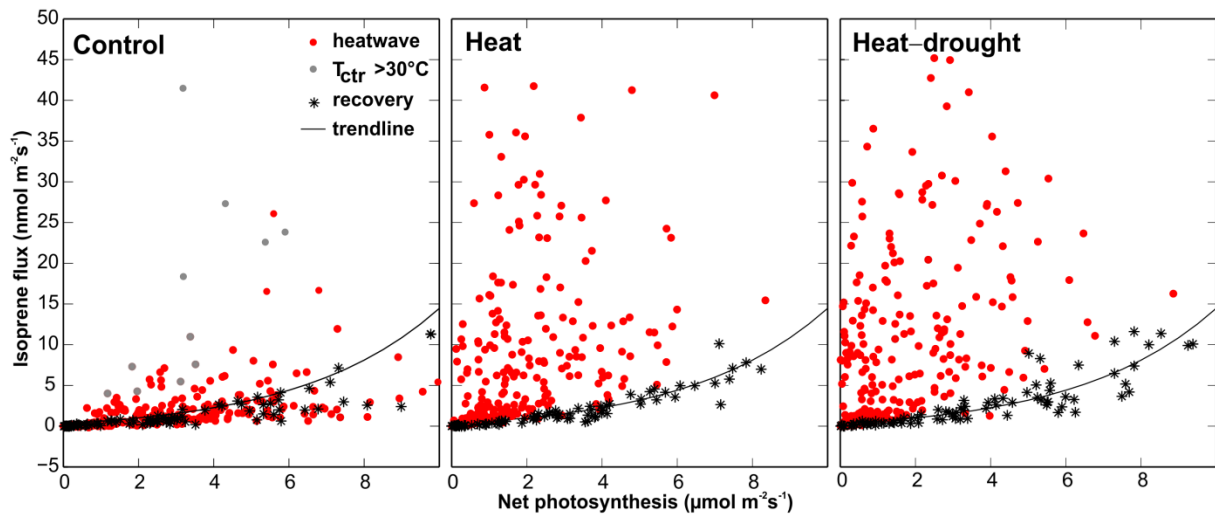 50
45
40
35
30
25
20
15
10
5
0
−5
Isoprene flux (nmol m⁻²s⁻¹)
Control
heatwave
Tctr >30°C
recovery
trendline
Heat
Heat–drought
0 2 4 6 8 0 2 4 6 8 0 2 4 6 8
Net photosynthesis (µmol m⁻²s⁻¹)